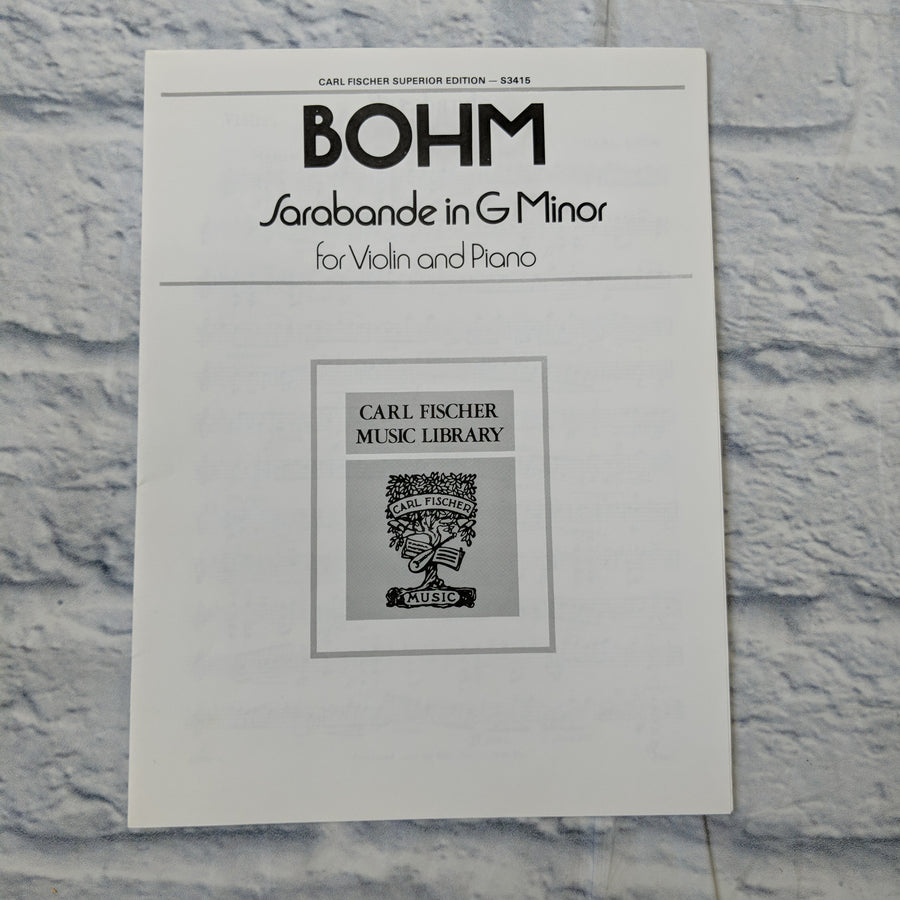 CARL FISCHER SUPERIOR EDITION — S3415
BOHM
Sarabande in G Minor
for Violin and Piano
CARL FISCHER
MUSIC LIBRARY
CARL FISCHER
MUSIC